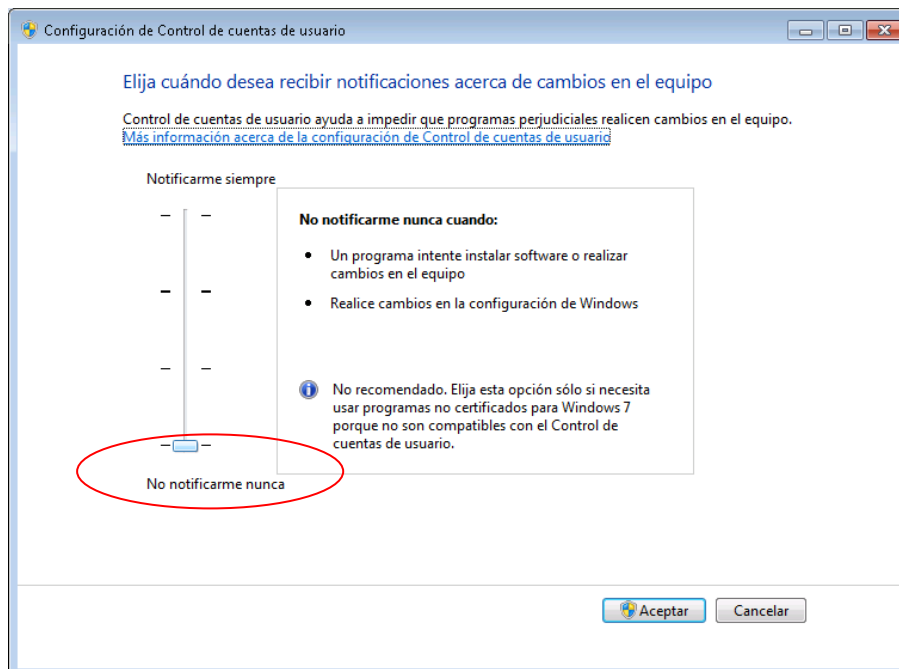 Configuración de Control de cuentas de usuario
Elija cuándo desea recibir notificaciones acerca de cambios en el equipo
Control de cuentas de usuario ayuda a impedir que programas perjudiciales realicen cambios en el equipo.
Más información acerca de la configuración de Control de cuentas de usuario
Notificarme siempre
No notificarme nunca cuando:
• Un programa intente instalar software o realizar
cambios en el equipo
• Realice cambios en la configuración de Windows
No recomendado. Elija esta opción sólo si necesita
usar programas no certificados para Windows 7
porque no son compatibles con el Control de
cuentas de usuario.
No notificarme nunca
Aceptar
Cancelar